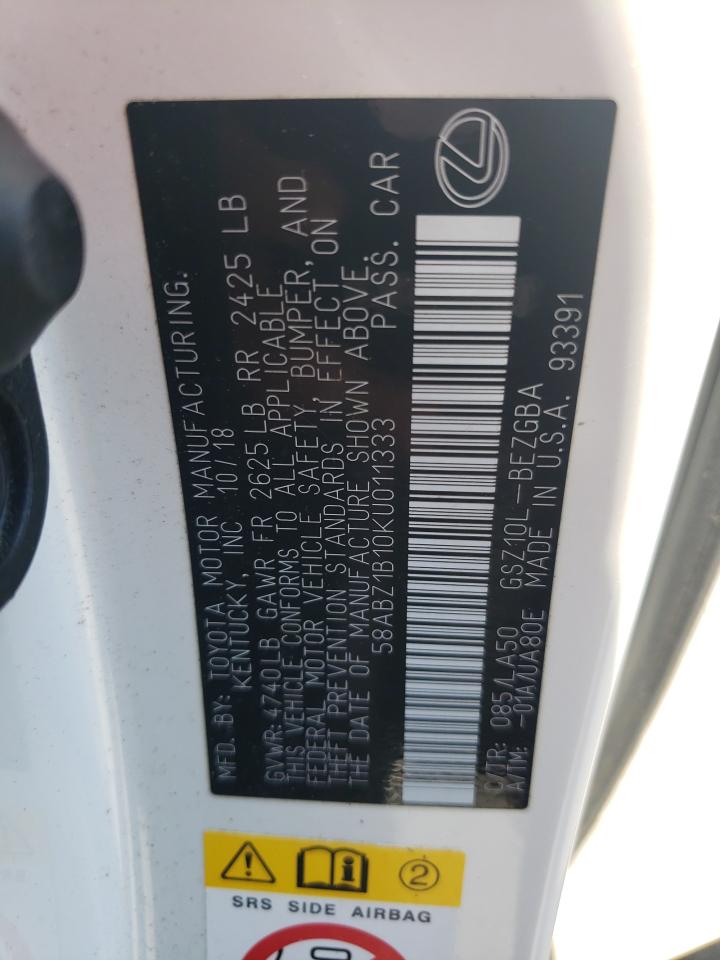 MFD. BY: TOYOTA MOTOR MANUFACTURING.
KENTUCKY, INC 10/18
GVWR: 4740LB GAWR FR 2625LB RR 2425 LB
THIS VEHICLE CONFORMS TO ALL APPLICABLE
FEDERAL MOTOR VEHICLE SAFETY, BUMPER, AND
THEFT PREVENTION STANDARDS IN EFFECT ON
THE DATE OF MANUFACTURE SHOWN ABOVE.
58ABZ1B10KU011333 PASS. CAR
C/TR: 085/LA50 GSZ10L-BEZGBA
A/TM: -01A/UA80E MADE IN U.S.A. 93391
2
SRS SIDE AIRBAG